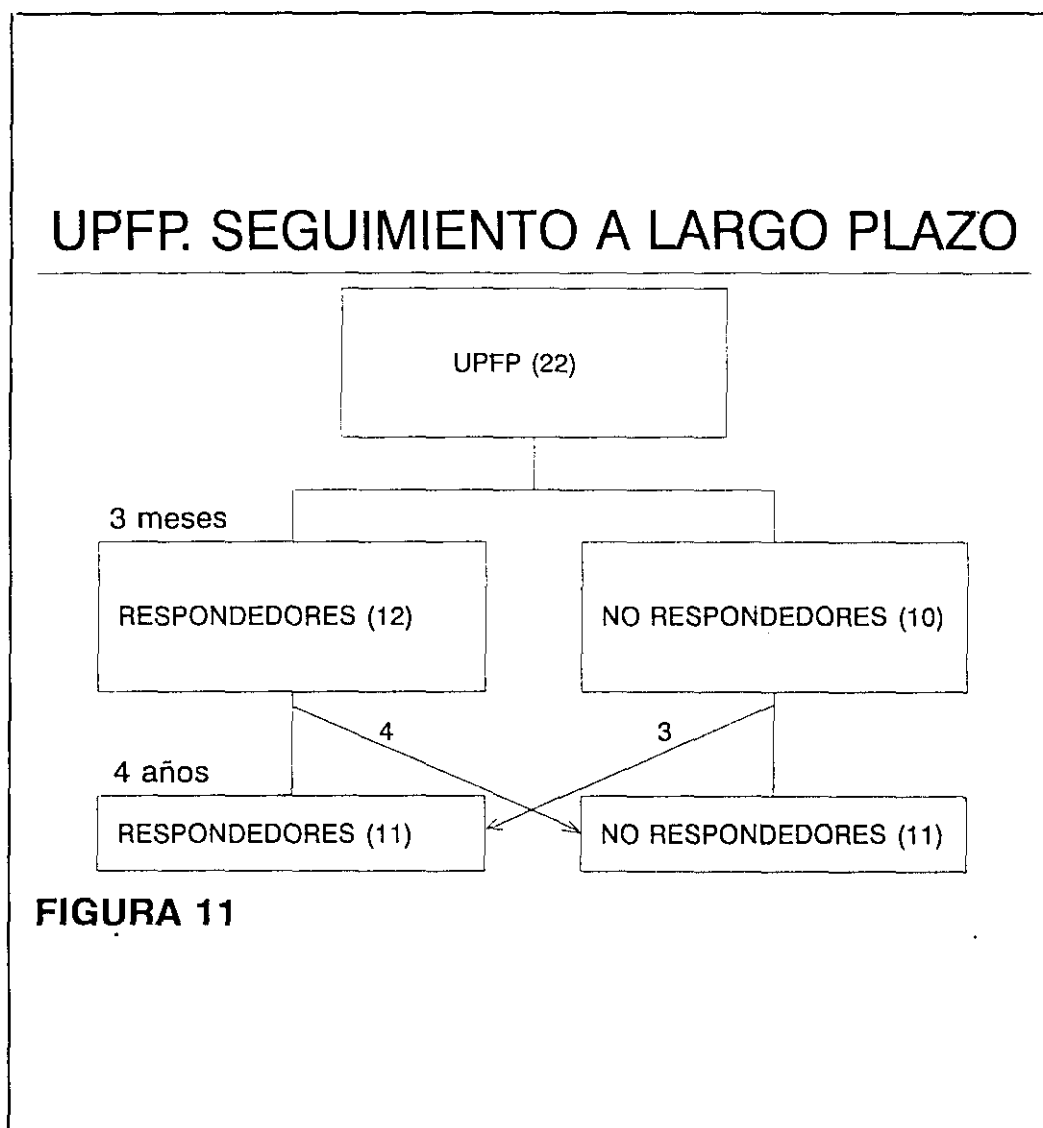 UPFP. SEGUIMIENTO A LARGO PLAZO
UPFP (22)
3 meses
RESPONDEDORES (12)
NO RESPONDEDORES (10)
4
3
4 años
RESPONDEDORES (11)
NO RESPONDEDORES (11)
FIGURA 11